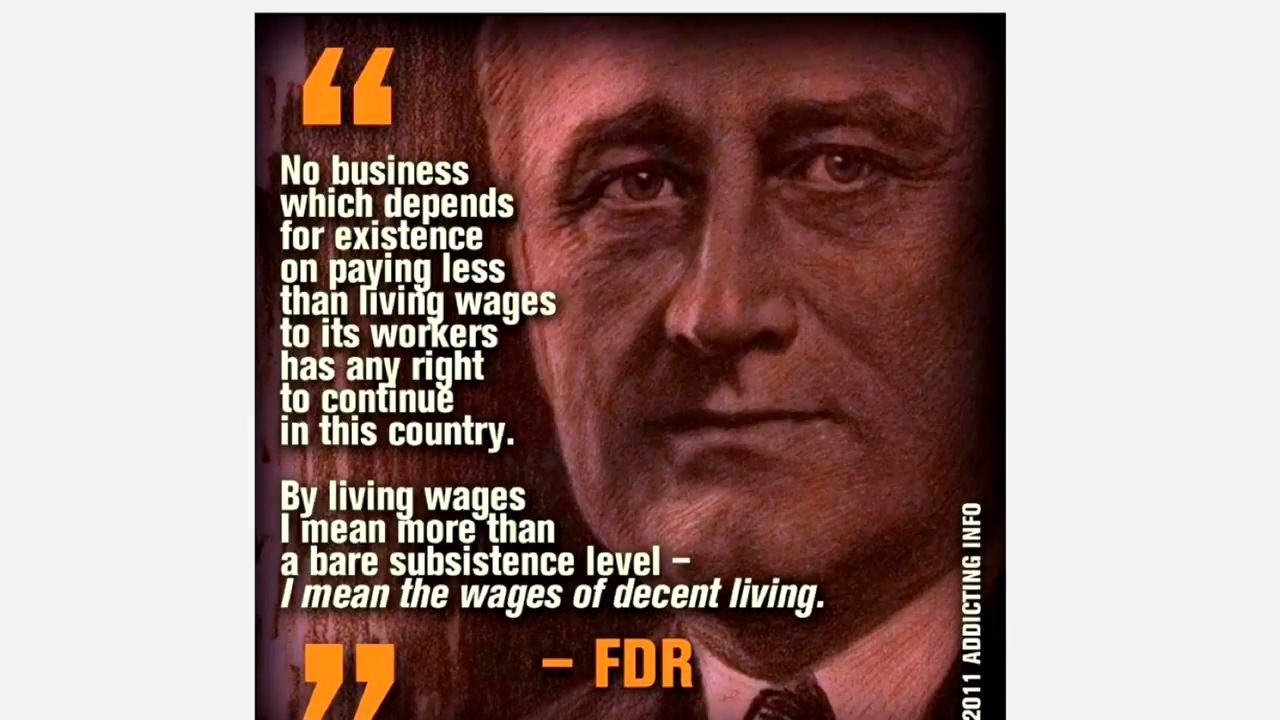 “
No business
which depends
for existence
on paying less
than living wages
to its workers
has any right
to continue
in this country.
By living wages
I mean more than
a bare subsistence level –
I mean the wages of decent living.
”
– FDR
2011 ADDICTING INFO